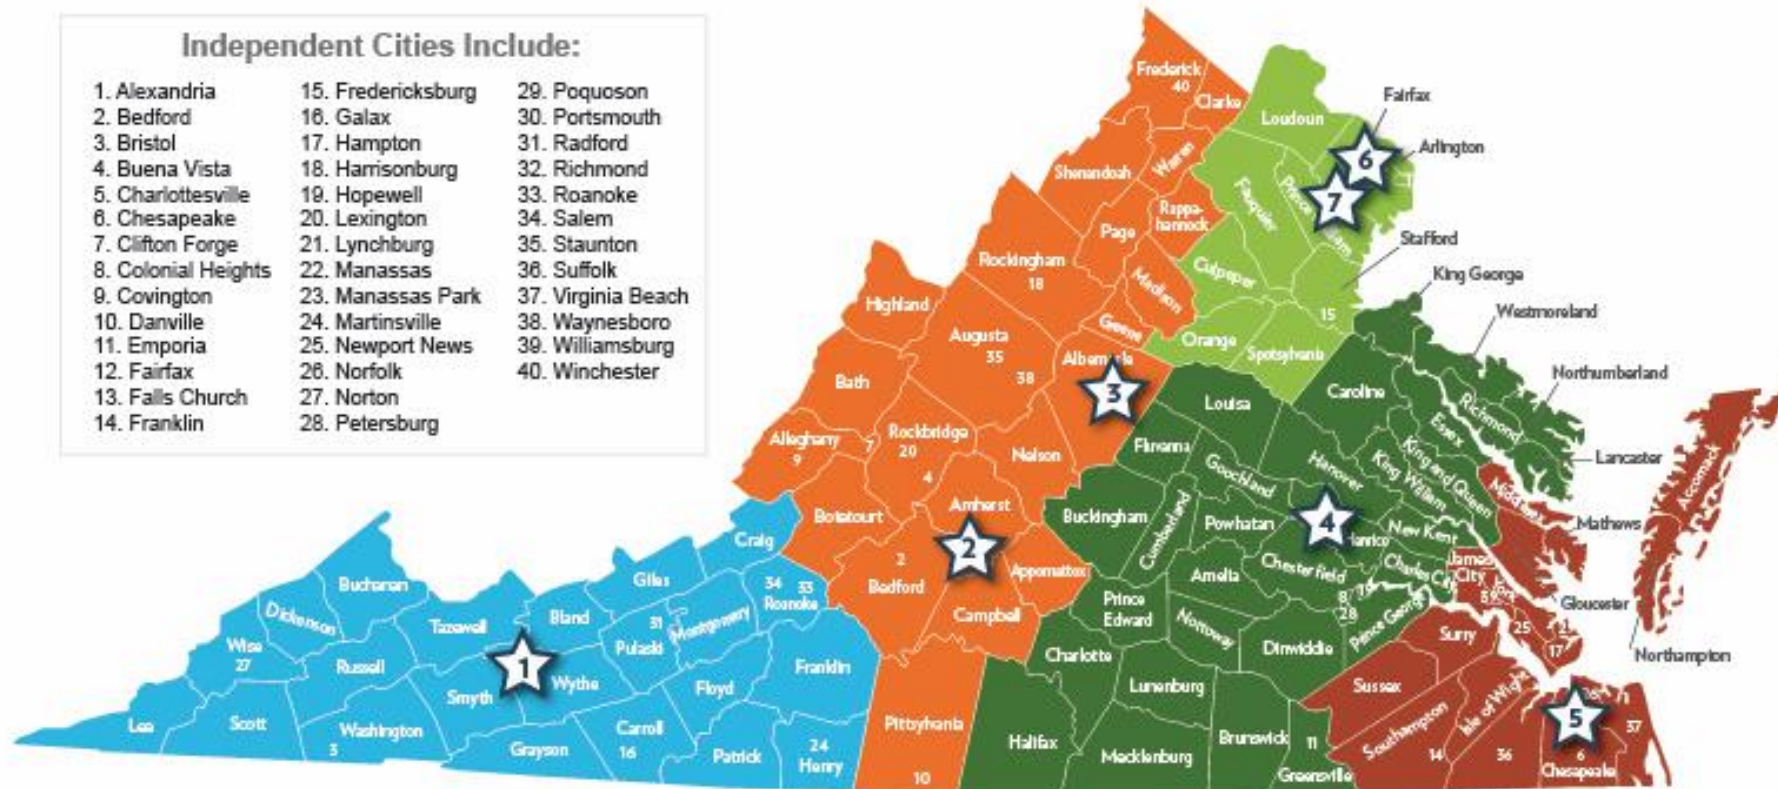 Independent Cities Include:
1. Alexandria
2. Bedford
3. Bristol
4. Buena Vista
5. Charlottesville
6. Chesapeake
7. Clifton Forge
8. Colonial Heights
9. Covington
10. Danville
11. Emporia
12. Fairfax
13. Falls Church
14. Franklin
15. Fredericksburg
16. Galax
17. Hampton
18. Harrisonburg
19. Hopewell
20. Lexington
21. Lynchburg
22. Manassas
23. Manassas Park
24. Martinsville
25. Newport News
26. Norfolk
27. Norton
28. Petersburg
29. Poquoson
30. Portsmouth
31. Radford
32. Richmond
33. Roanoke
34. Salem
35. Staunton
36. Suffolk
37. Virginia Beach
38. Waynesboro
39. Williamsburg
40. Winchester
Frederick
40
Clarke
Loudoun
Fairfax
Arlington
6
7
Shenandoah
Warren
Fauquier
Prince
Rappa-
hannock
Page
Stafford
Culpeper
King George
Rockingham
18
Madison
Highland
15
Westmoreland
Greene
Orange
Spotsylvania
Augusta
35
38
Albemarle
3
Bath
Northumberland
Caroline
Louisa
Richmond
Essex
Alleghany
9
7
Rockbridge
20
4
Nelson
Fluvanna
Goochland
Hanover
King William
King and Queen
Lancaster
Accomack
Middlesex
Mathews
Botetourt
Amherst
Buckingham
Cumberland
Powhatan
4
New Kent
Craig
2
2
Bedford
Appomattox
Amelia
Chesterfield
Charles City
James
City
Buchanan
Giles
34
33
Roanoke
Campbell
Prince
Edward
Nottoway
8
28
Prince George
Gloucester
Dickenson
Tazewell
Bland
31
Pulaski
Montgomery
Dinwiddie
Surry
25
17
Northampton
Wise
27
Russell
1
Wythe
Franklin
Charlotte
Smyth
Floyd
Lunenburg
Sussex
Isle of Wight
5
Lee
Scott
Washington
3
Grayson
Carroll
16
Patrick
24
Henry
Pittsylvania
10
Halifax
Mecklenburg
Brunswick
11
Greensville
Southampton
14
36
6
Chesapeake
37